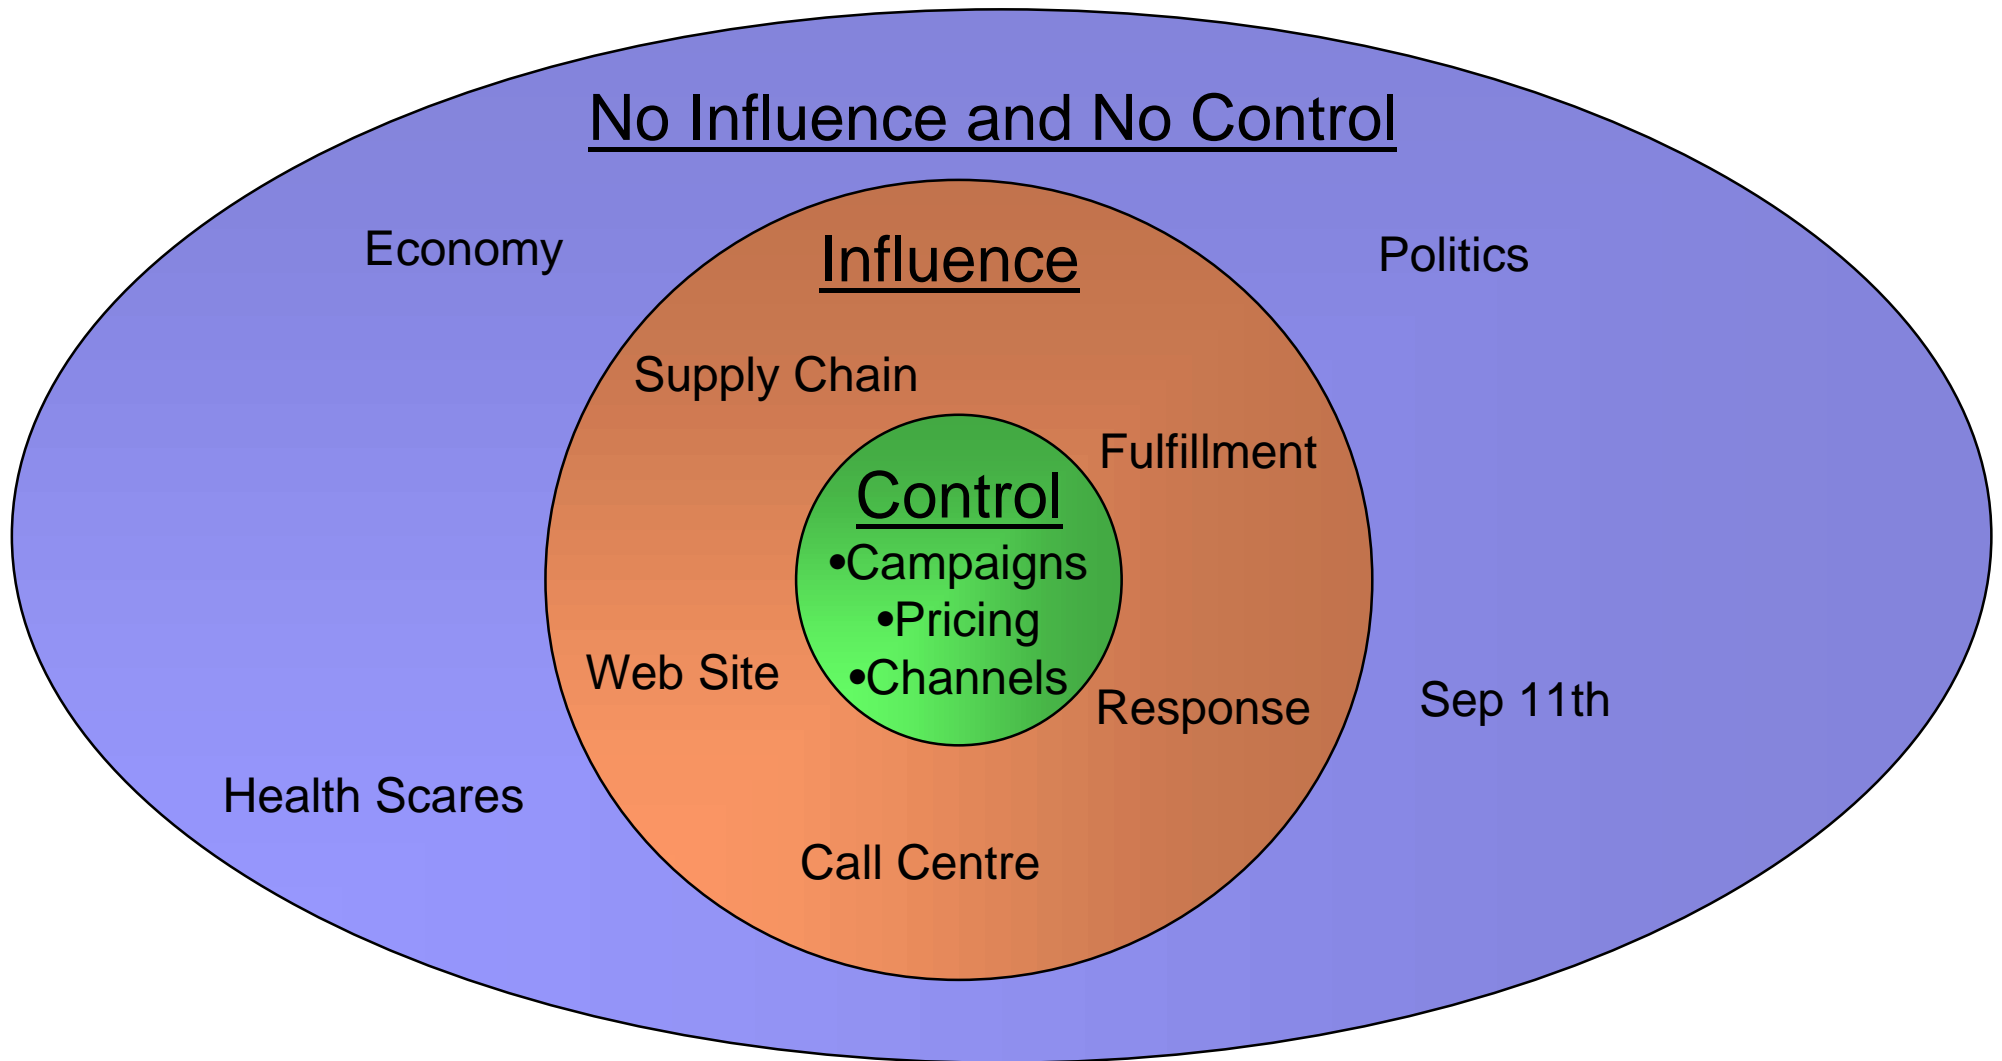 No Influence and No Control
Economy
Politics
Influence
Supply Chain
Fulfillment
Control
•Campaigns
•Pricing
•Channels
Web Site
Response
Sep 11th
Health Scares
Call Centre